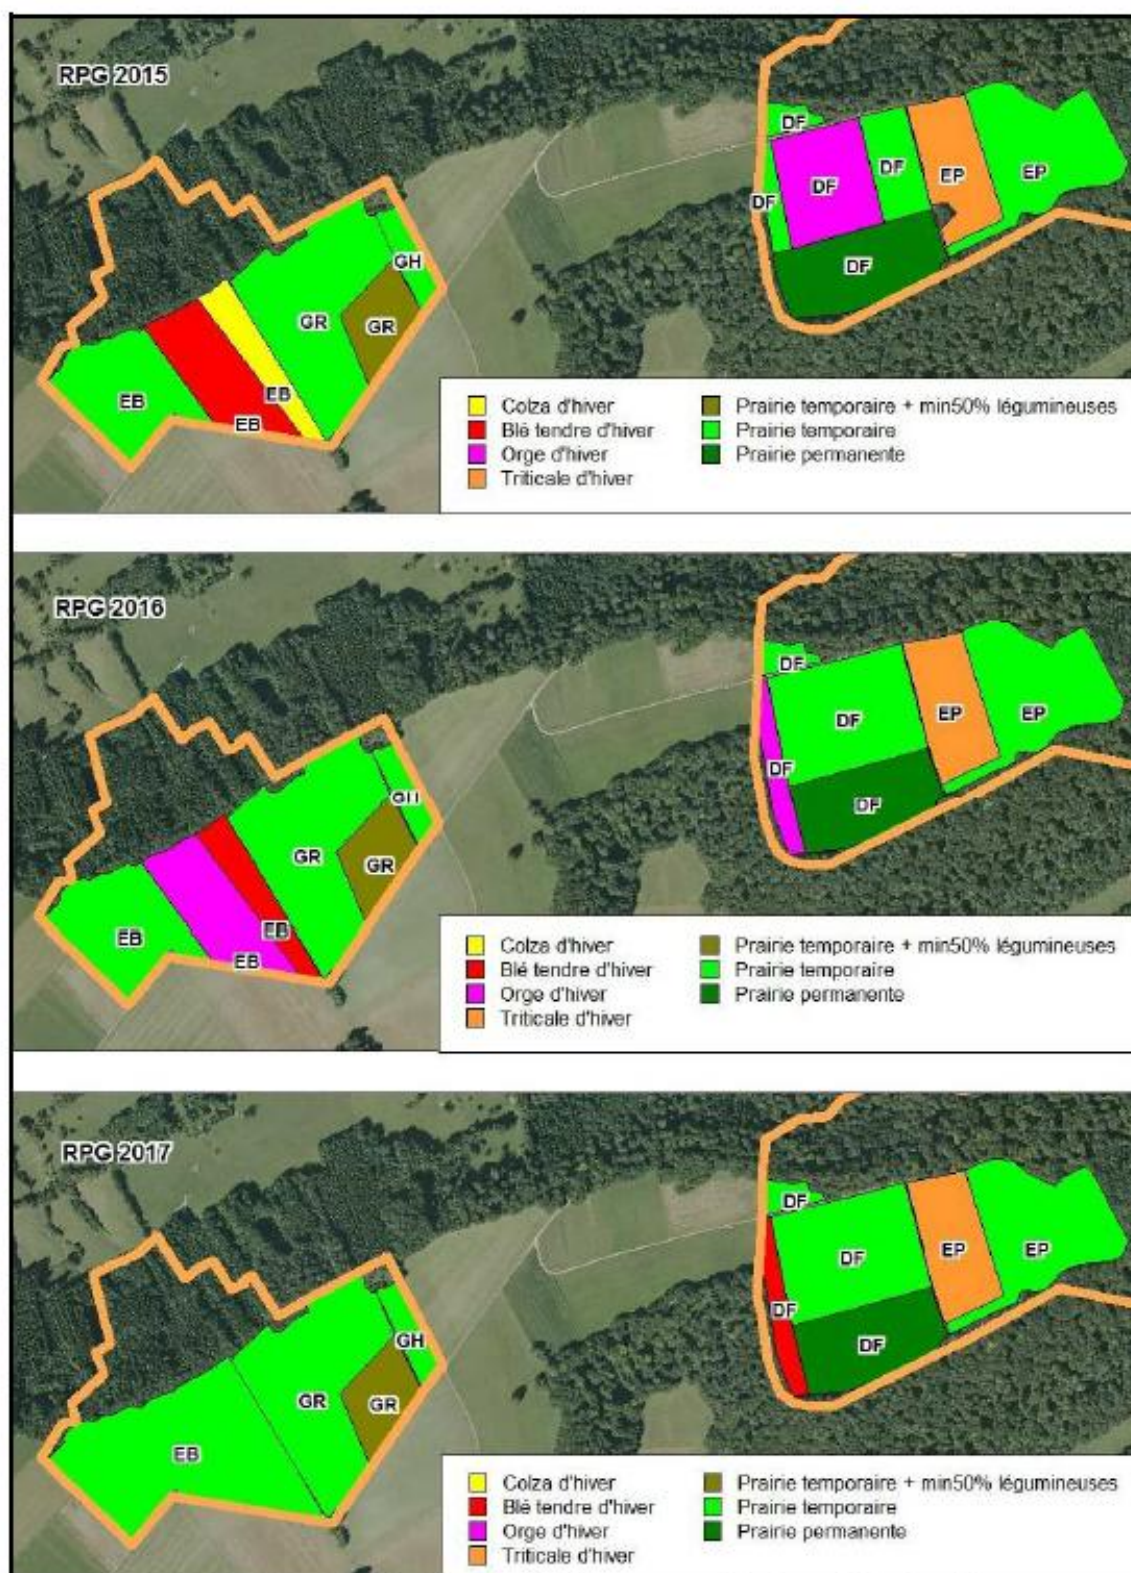 RPG 2015
DF
DF
DF
EP
EP
DF
DF
GH
GR
GR
EB
EB
EB
Colza d'hiver
Blé tendre d'hiver
Orge d'hiver
Triticale d'hiver
Prairie temporaire + min50% légumineuses
Prairie temporaire
Prairie permanente
RPG 2016
DF
DF
EP
EP
DF
DF
GH
GR
GR
EB
EB
EB
Colza d'hiver
Blé tendre d'hiver
Orge d'hiver
Triticale d'hiver
Prairie temporaire + min50% légumineuses
Prairie temporaire
Prairie permanente
RPG 2017
DF
DF
EP
EP
DF
DF
GH
GR
GR
EB
Colza d'hiver
Blé tendre d'hiver
Orge d'hiver
Triticale d'hiver
Prairie temporaire + min50% légumineuses
Prairie temporaire
Prairie permanente